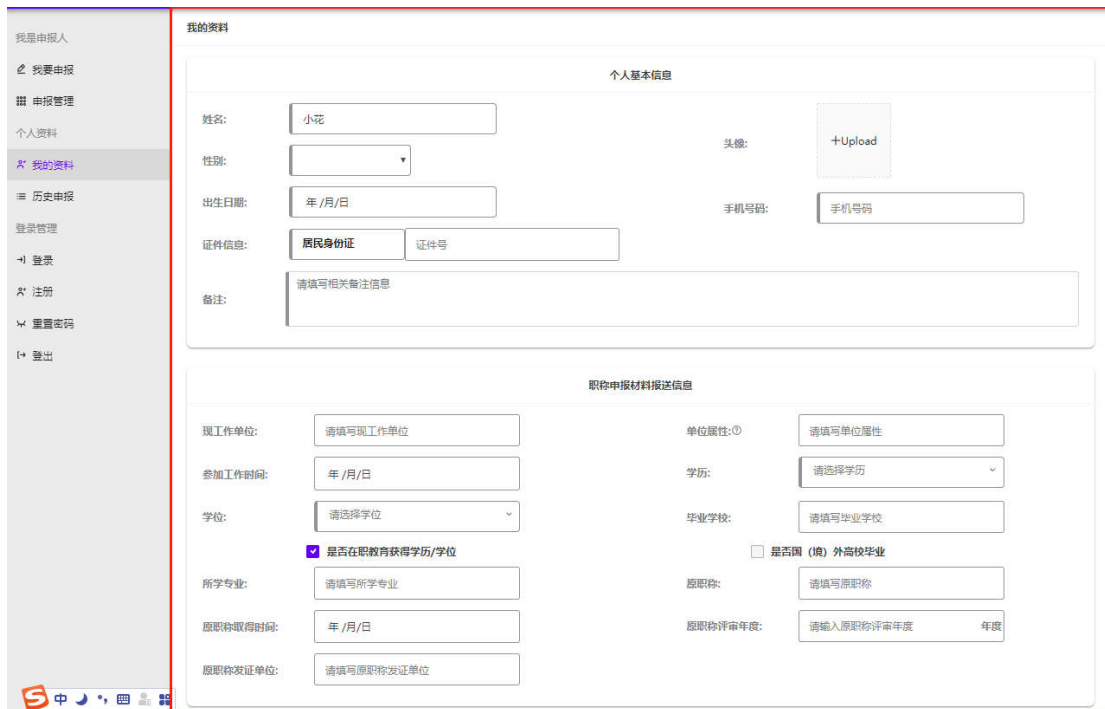 我是申报人
我要申报
申报管理
个人资料
我的资料
历史申报
登录管理
登录
注册
重置密码
登出
中
我的资料
个人基本信息
姓名: 小花
头像: +Upload
性别:
出生日期: 年 /月/日
手机号码: 手机号码
证件信息: 居民身份证 证件号
备注: 请填写相关备注信息
职称申报材料报送信息
现工作单位: 请填写现工作单位 单位属性:? 请填写单位属性
参加工作时间: 年 /月/日 学历: 请选择学历
学位: 请选择学位 毕业学校: 请填写毕业学校
是否在职教育获得学历/学位 是否国（境）外高校毕业
所学专业: 请填写所学专业 原职称: 请填写原职称
原职称取得时间: 年 /月/日 原职称评审年度: 请输入原职称评审年度 年度
原职称发证单位: 请填写原职称发证单位